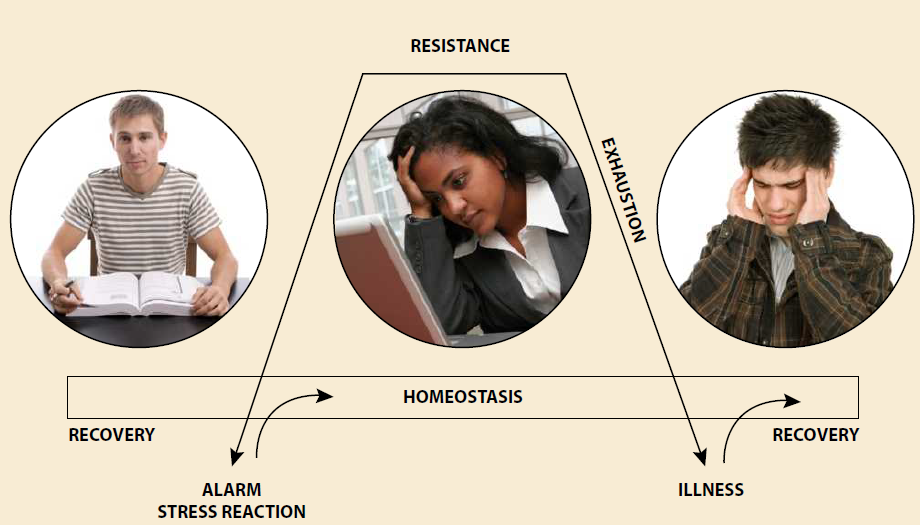 RESISTANCE
EXHAUSTION
HOMEOSTASIS
RECOVERY
RECOVERY
ALARM
STRESS REACTION
ILLNESS